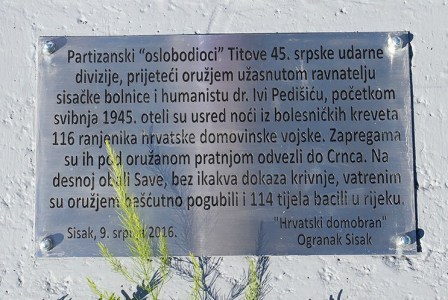 Partizanski "oslobodioci" Titove 45. srpske udarne
divizije, prijeteći oružjem užasnutom ravnatelju
sisačke bolnice i humanistu dr. Ivi Pedišiću, početkom
svibnja 1945. oteli su usred noći iz bolesničkih kreveta
116 ranjenika hrvatske domovinske vojske. Zapregama
su ih pod oružanom pratnjom odvezli do Crnca. Na
desnoj obali Save, bez ikakva dokaza krivnje, vatrenim
su oružjem bešćutno pogubili i 114 tijela bacili u rijeku.
"Hrvatski domobran"
Sisak, 9. srpnja 2016. Ogranak Sisak